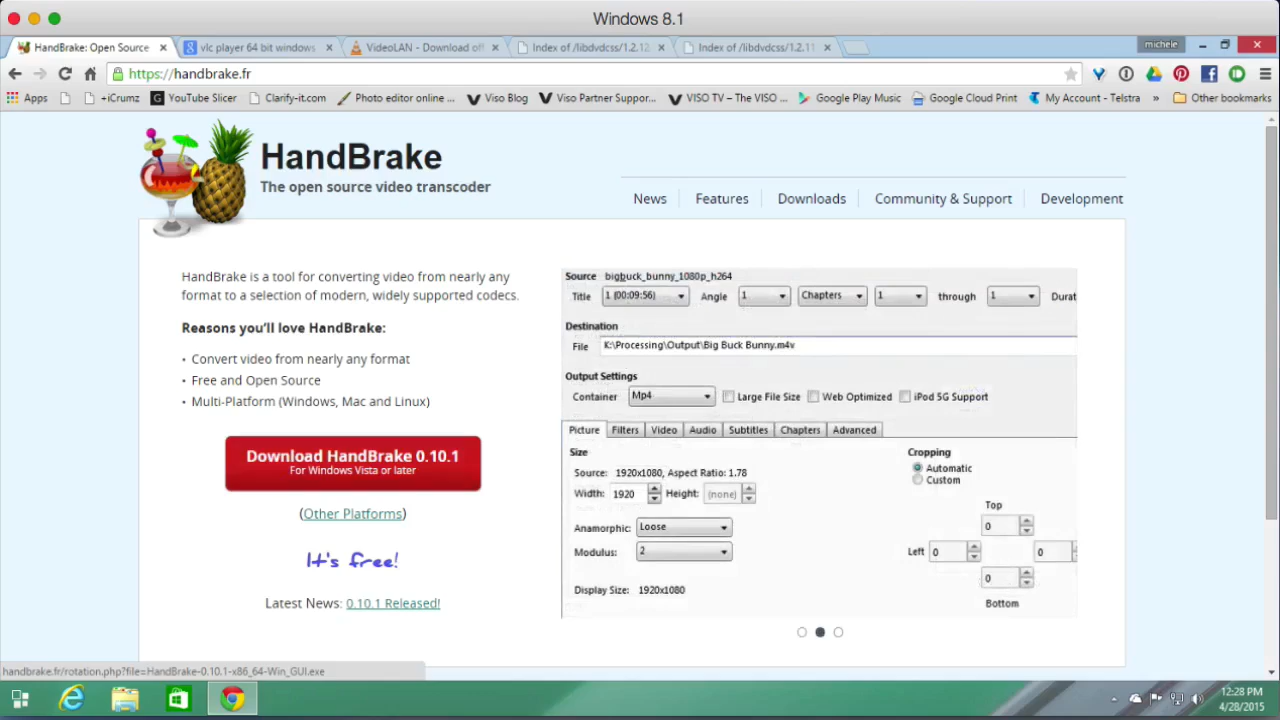 Windows 8.1
HandBrake: Open Source
vlc player 64 bit windows
VideoLAN - Download of
Index of /libdvdcss/1.2.12
Index of /libdvdcss/1.2.11
michele
https://handbrake.fr
Apps
+iCrumz
YouTube Slicer
Clarify-it.com
Photo editor online ...
Viso Blog
Viso Partner Suppor...
VISO TV – The VISO ...
Google Play Music
Google Cloud Print
My Account - Telstra
»
Other bookmarks
HandBrake
The open source video transcoder
News
Features
Downloads
Community & Support
Development
HandBrake is a tool for converting video from nearly any
format to a selection of modern, widely supported codecs.
Reasons you'll love HandBrake:
• Convert video from nearly any format
• Free and Open Source
• Multi-Platform (Windows, Mac and Linux)
Download HandBrake 0.10.1
For Windows Vista or later
(Other Platforms)
It's free!
Latest News: 0.10.1 Released!
Source bigbuck_bunny_1080p_h264
Title 1 (00:09:56) Angle 1 Chapters 1 through 1 Durat
Destination
File K:\Processing\Output\Big Buck Bunny.m4v
Output Settings
Container Mp4 Large File Size Web Optimized iPod 5G Support
Picture Filters Video Audio Subtitles Chapters Advanced
Size
Source: 1920x1080, Aspect Ratio: 1.78
Width: 1920 Height: (none)
Anamorphic: Loose
Modulus: 2
Display Size: 1920x1080
Cropping
Automatic
Custom
Top
0
Left 0 0
0
Bottom
handbrake.fr/rotation.php?file=HandBrake-0.10.1-x86_64-Win_GUI.exe
12:28 PM
4/28/2015